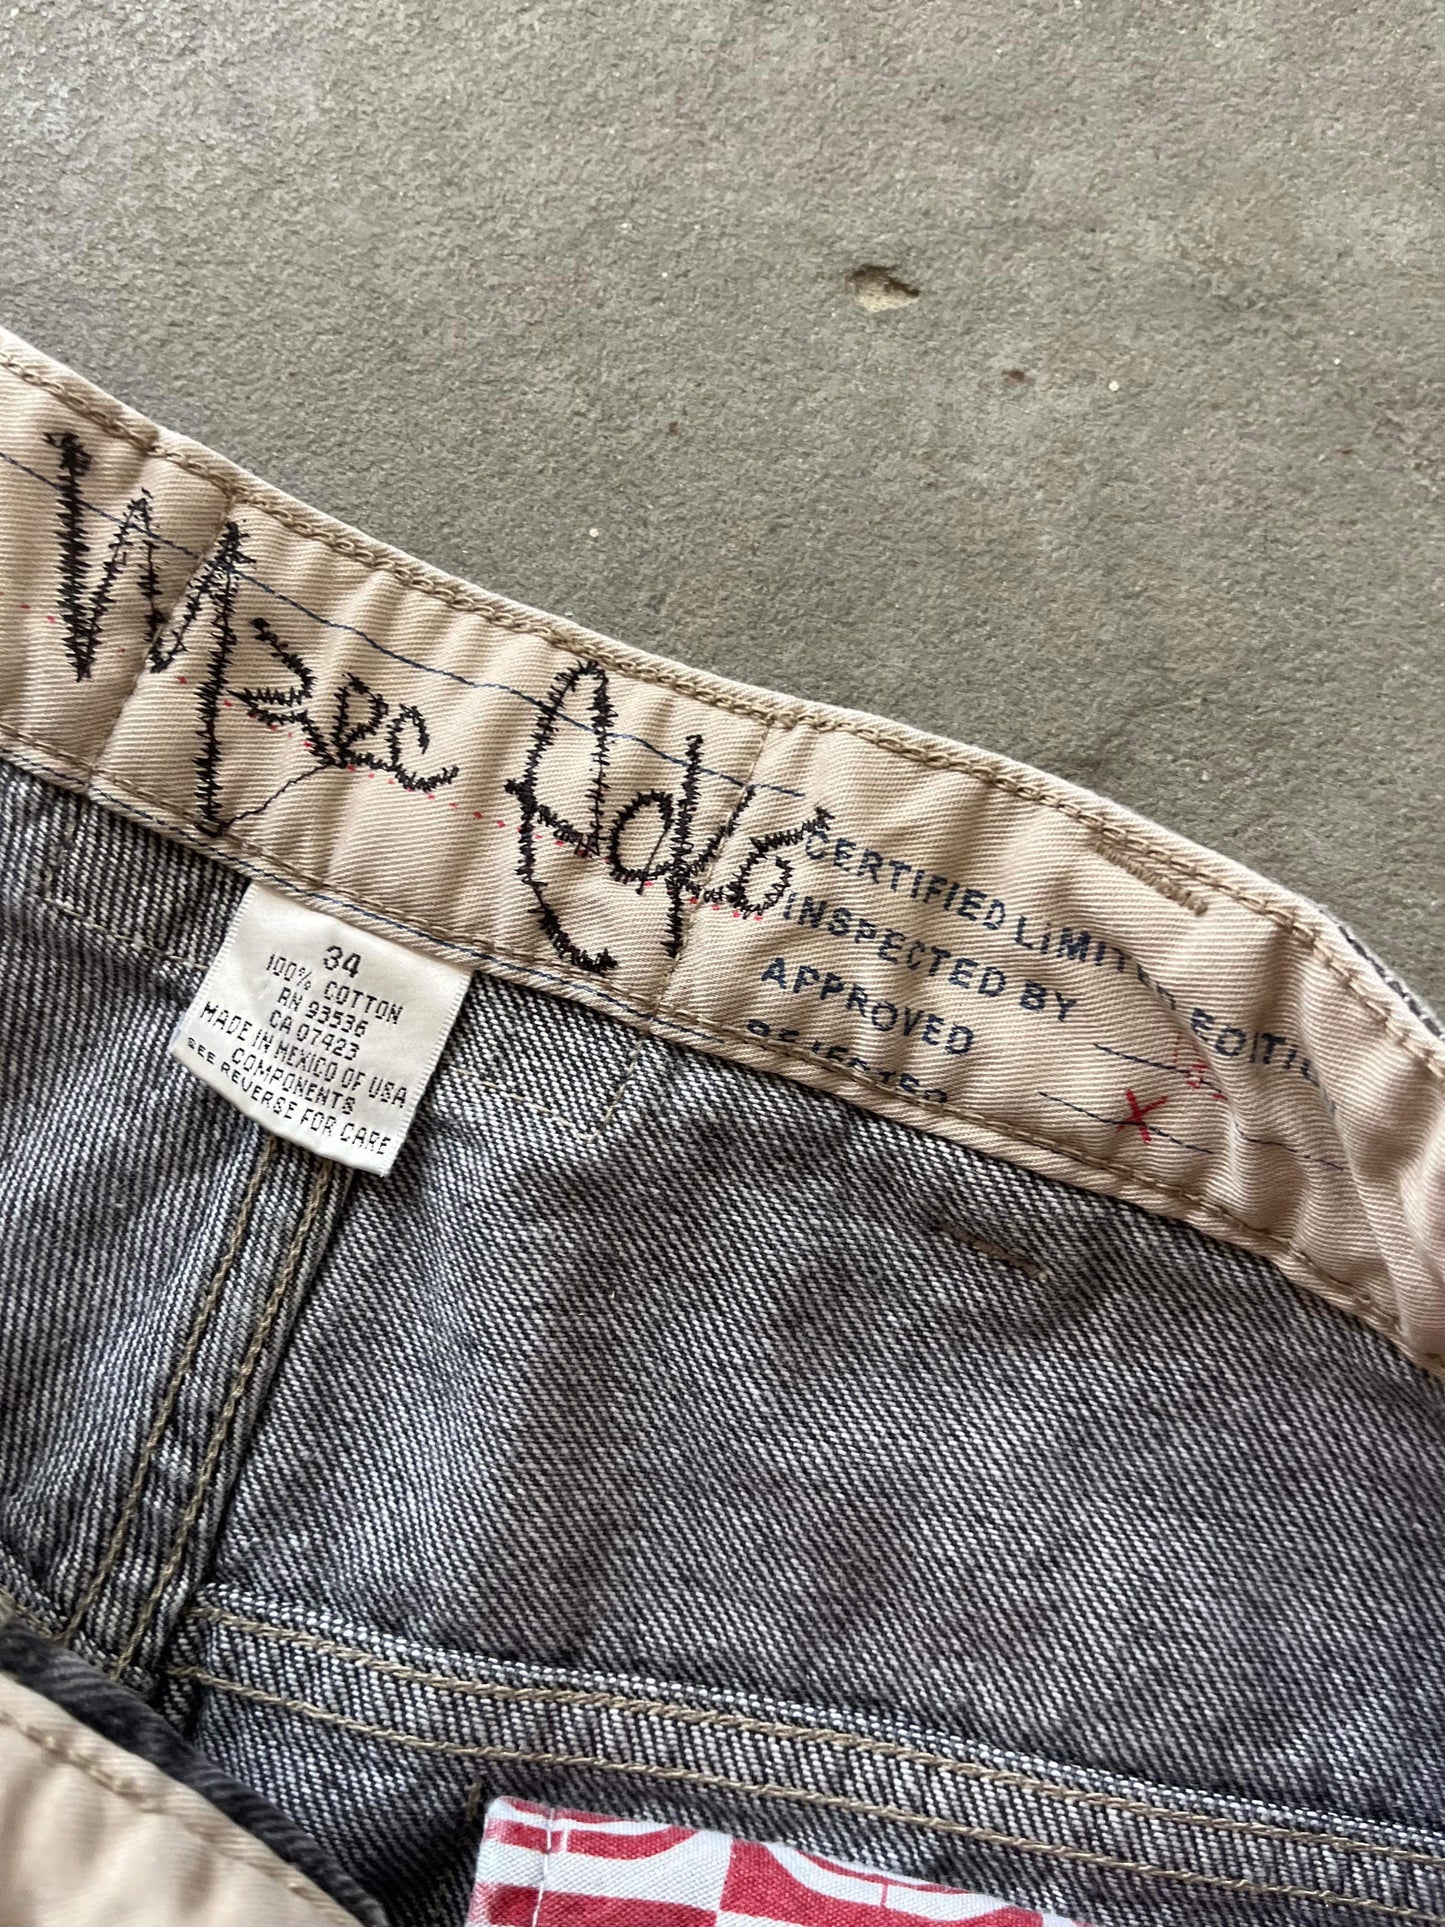 Marc Ecko
CERTIFIED LIMITED EDITION
INSPECTED BY
APPROVED
REJECTED
X
34
100% COTTON
RN 93536
CA 07423
MADE IN MEXICO OF USA
COMPONENTS
SEE REVERSE FOR CARE